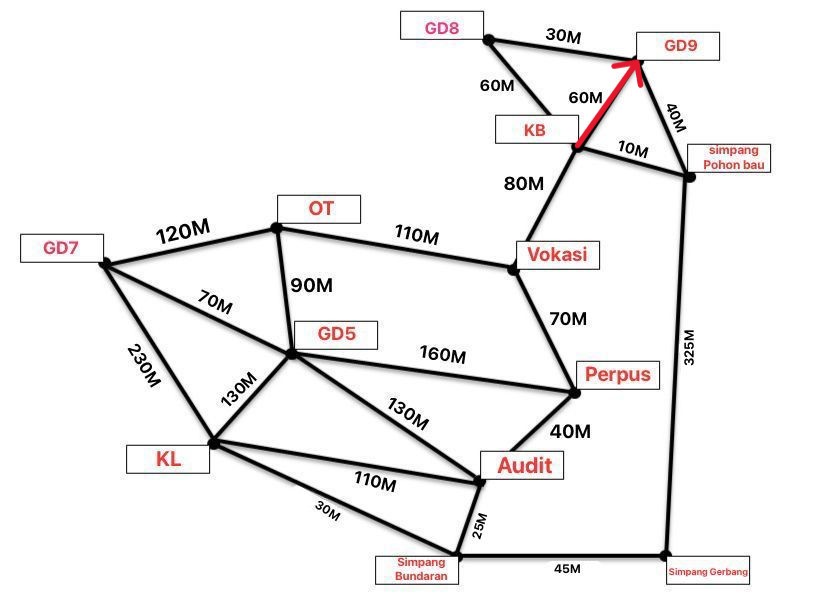 GD8
30M
GD9
60M
60M
40M
KB
10M
simpang
Pohon bau
80M
OT
120M
110M
GD7
Vokasi
90M
70M
GD5
70M
325M
160M
230M
130M
Perpus
130M
40M
KL
Audit
110M
30M
25M
Simpang
Bundaran
45M
Simpang Gerbang